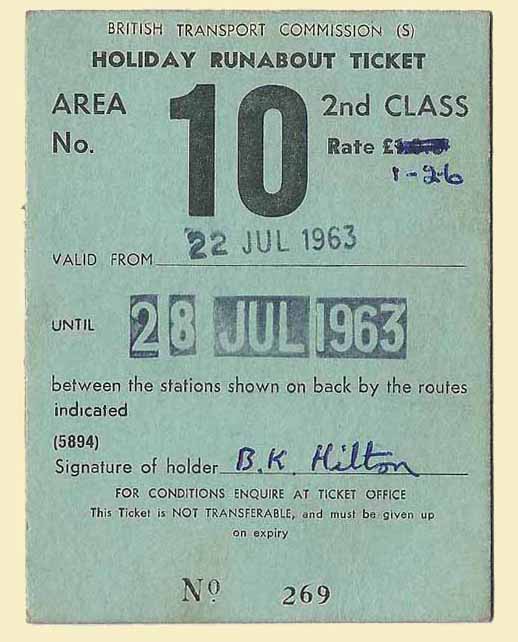 BRITISH TRANSPORT COMMISSION (S)
HOLIDAY RUNABOUT TICKET
AREA No. 10 2nd CLASS
Rate £
1-2-6
VALID FROM 22 JUL 1963
UNTIL 28 JUL 1963
between the stations shown on back by the routes
indicated
(5894)
Signature of holder B.K. Hilton
FOR CONDITIONS ENQUIRE AT TICKET OFFICE
This Ticket is NOT TRANSFERABLE, and must be given up
on expiry
Nº 269